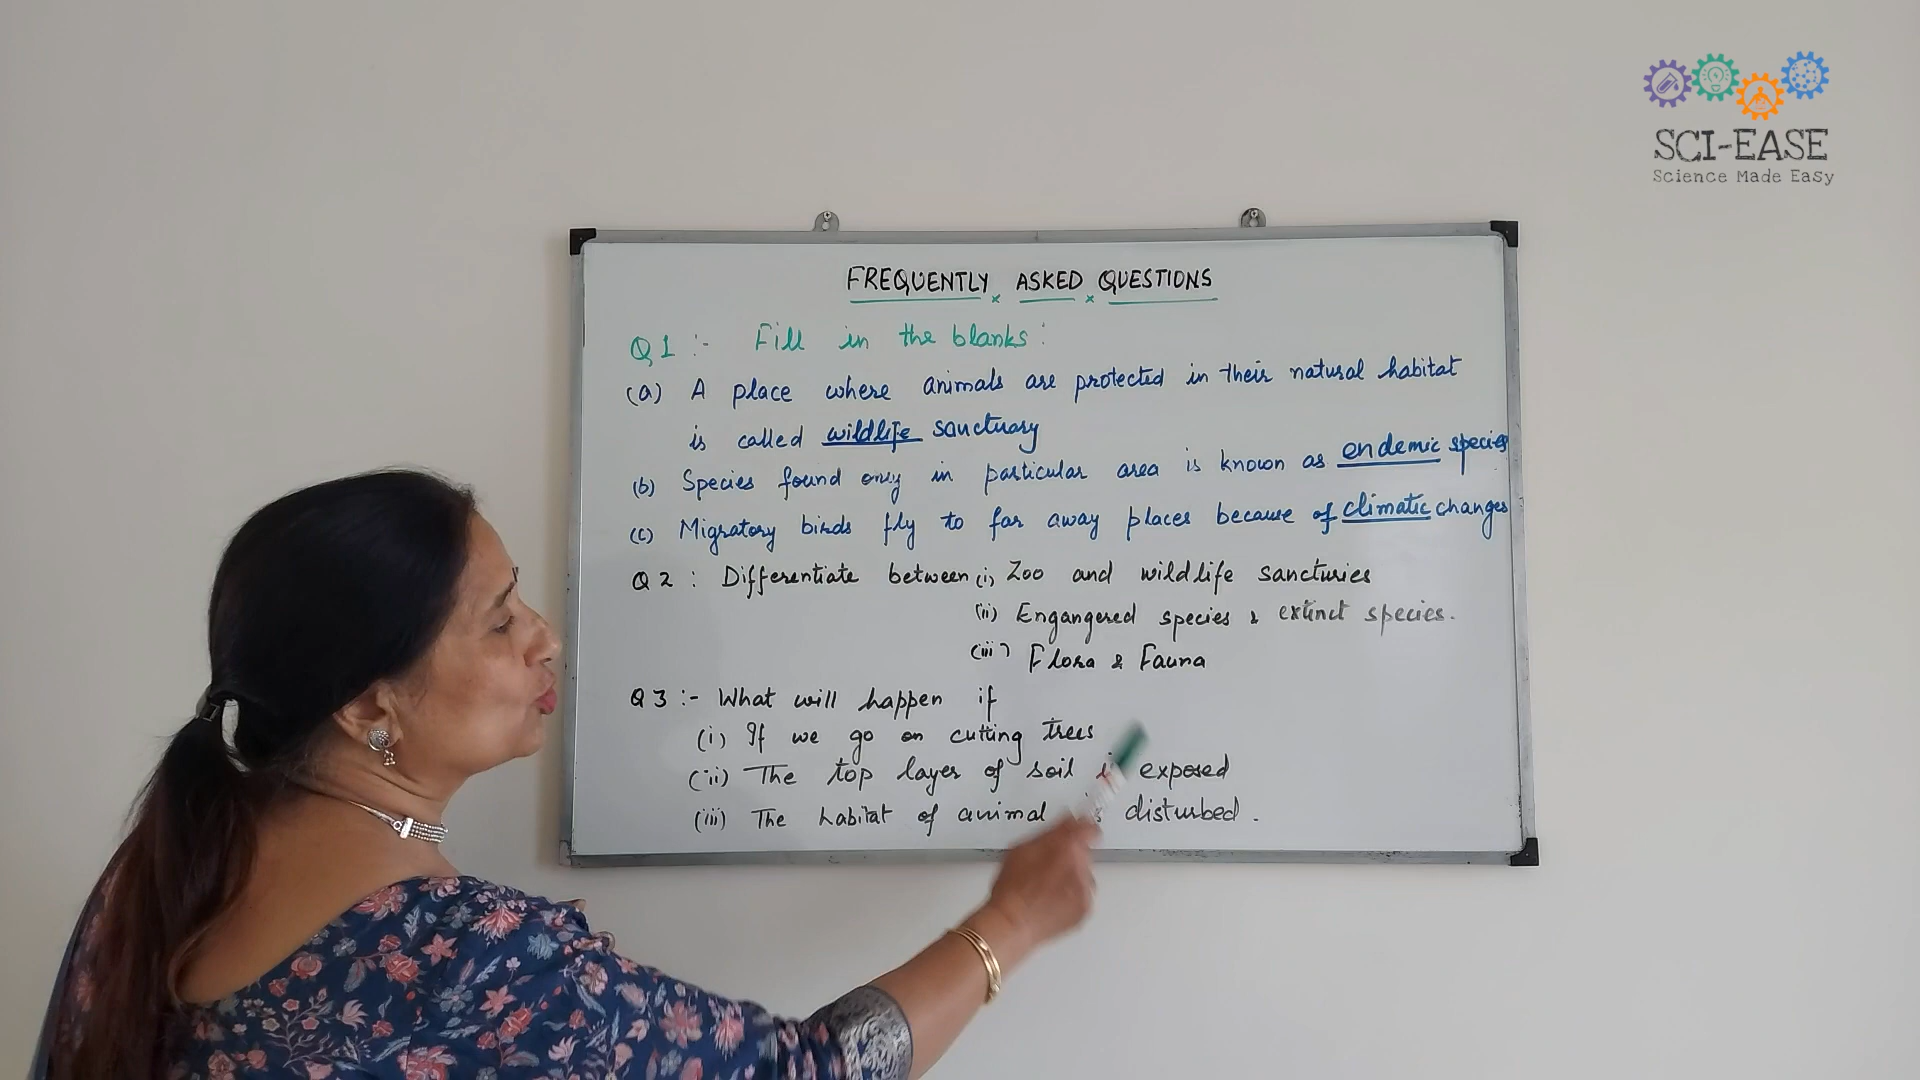 SCI-EASE
Science Made Easy
FREQUENTLY ASKED QUESTIONS
Q1 :- Fill in the blanks:
(a) A place where animals are protected in their natural habitat
is called wildlife sanctuary
(b) Species found only in particular area is known as endemic species
(c) Migratory birds fly to far away places because of climatic changes
Q2 : Differentiate between (i) Zoo and wildlife sancturies
(ii) Engangered species & extinct species.
(iii) Flora & Fauna
Q3 :- What will happen if
(i) If we go on cutting trees
(ii) The top layer of soil is exposed
(iii) The habitat of animal is disturbed.